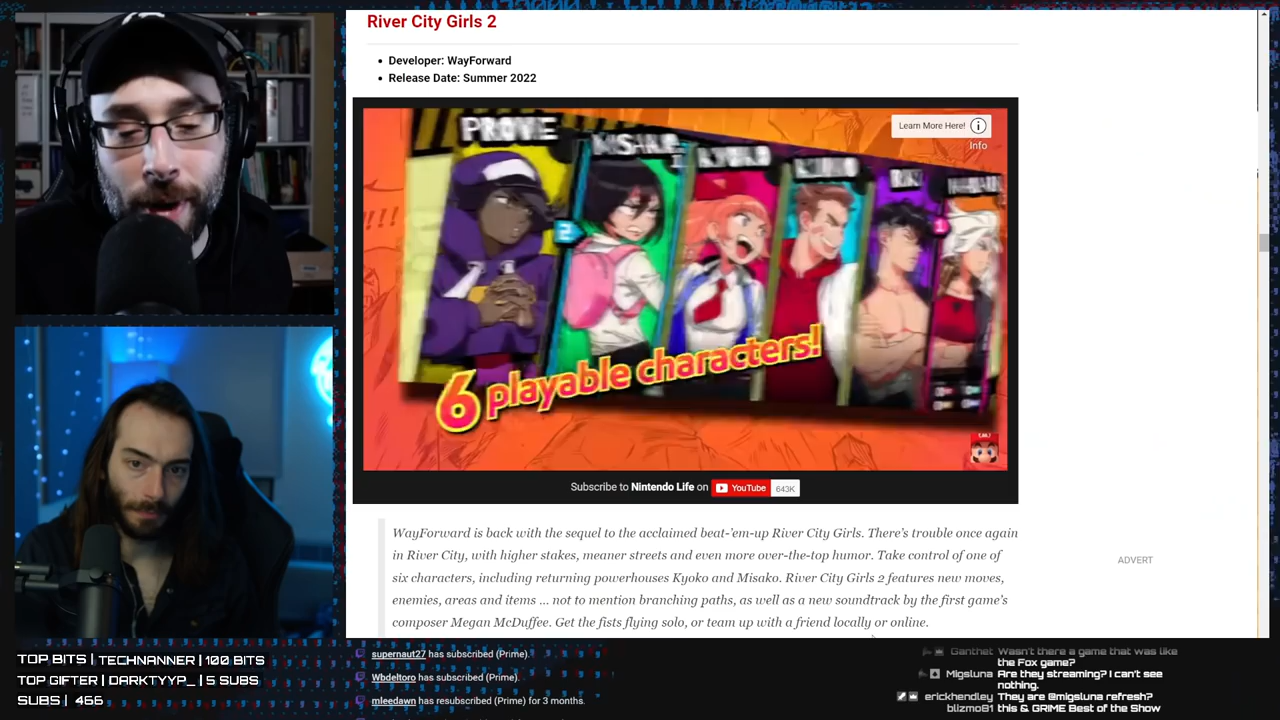 River City Girls 2
Developer: WayForward
Release Date: Summer 2022
PROVIE
KYOKO
Learn More Here!
Info
2
1
6 playable characters!
Subscribe to Nintendo Life on YouTube 643K
WayForward is back with the sequel to the acclaimed beat-'em-up River City Girls. There's trouble once again
in River City, with higher stakes, meaner streets and even more over-the-top humor. Take control of one of
six characters, including returning powerhouses Kyoko and Misako. River City Girls 2 features new moves,
enemies, areas and items ... not to mention branching paths, as well as a new soundtrack by the first game's
composer Megan McDuffee. Get the fists flying solo, or team up with a friend locally or online.
ADVERT
TOP BITS | TECHNANNER | 100 BITS
TOP GIFTER | DARKTYYP_ | 5 SUBS
SUBS | 466
supernaut27 has subscribed (Prime).
Wbdeltoro has subscribed (Prime).
mleedawn has resubscribed (Prime) for 3 months.
Ganthet Wasn't there a game that was like
the Fox game?
Migsluna Are they streaming? I can't see
nothing.
erickhendley They are @migsluna refresh?
blizmo81 this & GRIME Best of the Show